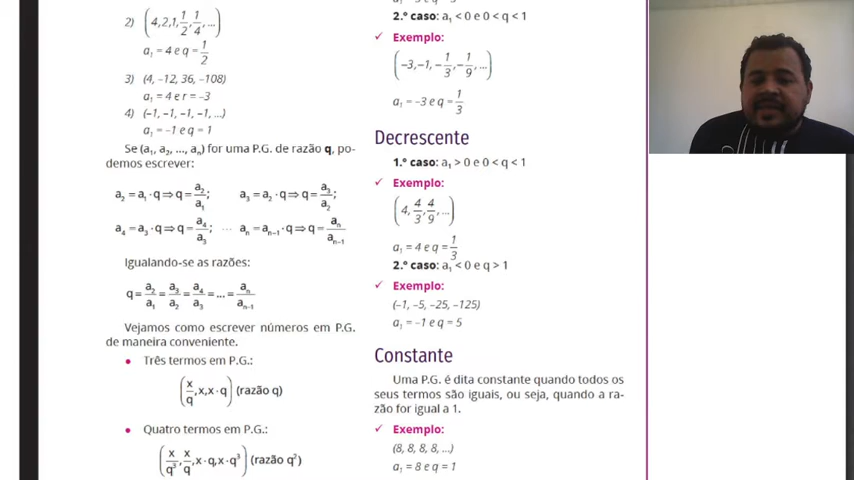 2) (4,2,1,1/2,1/4,...)
a₁ = 4 e q = 1/2
3) (4, –12, 36, –108)
a₁ = 4 e r = –3
4) (–1, –1, –1, –1, ...)
a₁ = –1 e q = 1
Se (a₁, a₂, ..., aₙ) for uma P.G. de razão q, po-
demos escrever:
a₂ = a₁ · q ⇒ q = a₂/a₁; a₃ = a₂ · q ⇒ q = a₃/a₂;
a₄ = a₃ · q ⇒ q = a₄/a₃; ... aₙ = aₙ₋₁ · q ⇒ q = aₙ/aₙ₋₁
Igualando-se as razões:
q = a₂/a₁ = a₃/a₂ = a₄/a₃ = ... = aₙ/aₙ₋₁
Vejamos como escrever números em P.G.
de maneira conveniente.
• Três termos em P.G.:
(x/q, x, x · q) (razão q)
• Quatro termos em P.G.:
(x/q³, x/q, x · q, x · q³) (razão q²)
2.º caso: a₁ < 0 e 0 < q < 1
✓ Exemplo:
(–3,–1,–1/3,–1/9,...)
a₁ = –3 e q = 1/3
Decrescente
1.º caso: a₁ > 0 e 0 < q < 1
✓ Exemplo:
(4, 4/3, 4/9, ...)
a₁ = 4 e q = 1/3
2.º caso: a₁ < 0 e q > 1
✓ Exemplo:
(–1, –5, –25, –125)
a₁ = –1 e q = 5
Constante
Uma P.G. é dita constante quando todos os
seus termos são iguais, ou seja, quando a ra-
zão for igual a 1.
✓ Exemplo:
(8, 8, 8, 8, ...)
a₁ = 8 e q = 1